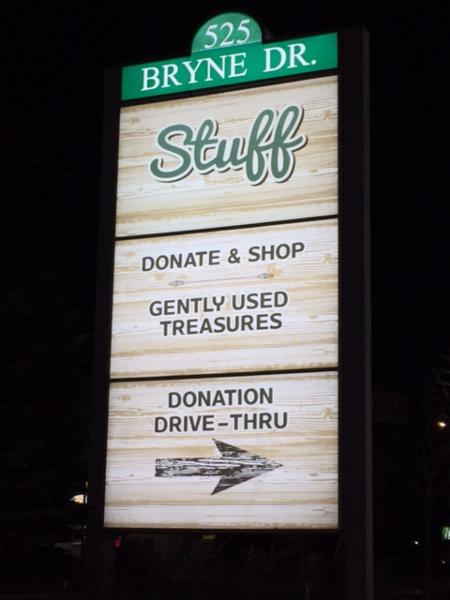 525
BRYNE DR.
Stuff
DONATE & SHOP
GENTLY USED
TREASURES
DONATION
DRIVE-THRU